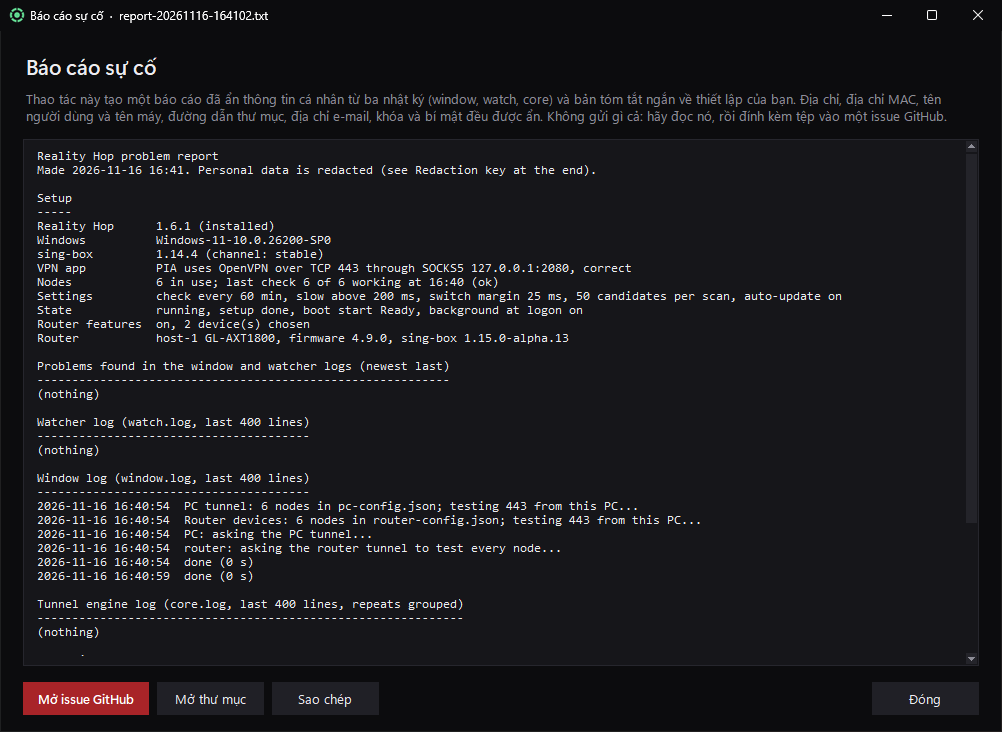 Báo cáo sự cố · report-20261116-164102.txt
Báo cáo sự cố
Thao tác này tạo một báo cáo đã ẩn thông tin cá nhân từ ba nhật ký (window, watch, core) và bản tóm tắt ngắn về thiết lập của bạn. Địa chỉ, địa chỉ MAC, tên
người dùng và tên máy, đường dẫn thư mục, địa chỉ e-mail, khóa và bí mật đều được ẩn. Không gửi gì cả: hãy đọc nó, rồi đính kèm tệp vào một issue GitHub.
Reality Hop problem report
Made 2026-11-16 16:41. Personal data is redacted (see Redaction key at the end).
Setup
-----
Reality Hop 1.6.1 (installed)
Windows Windows-11-10.0.26200-SP0
sing-box 1.14.4 (channel: stable)
VPN app PIA uses OpenVPN over TCP 443 through SOCKS5 127.0.0.1:2080, correct
Nodes 6 in use; last check 6 of 6 working at 16:40 (ok)
Settings check every 60 min, slow above 200 ms, switch margin 25 ms, 50 candidates per scan, auto-update on
State running, setup done, boot start Ready, background at logon on
Router features on, 2 device(s) chosen
Router host-1 GL-AXT1800, firmware 4.9.0, sing-box 1.15.0-alpha.13
Problems found in the window and watcher logs (newest last)
-----------------------------------------------------------
(nothing)
Watcher log (watch.log, last 400 lines)
---------------------------------------
(nothing)
Window log (window.log, last 400 lines)
---------------------------------------
2026-11-16 16:40:54 PC tunnel: 6 nodes in pc-config.json; testing 443 from this PC...
2026-11-16 16:40:54 Router devices: 6 nodes in router-config.json; testing 443 from this PC...
2026-11-16 16:40:54 PC: asking the PC tunnel...
2026-11-16 16:40:54 router: asking the router tunnel to test every node...
2026-11-16 16:40:54 done (0 s)
2026-11-16 16:40:59 done (0 s)
Tunnel engine log (core.log, last 400 lines, repeats grouped)
-------------------------------------------------------------
(nothing)
Mở issue GitHub
Mở thư mục
Sao chép
Đóng